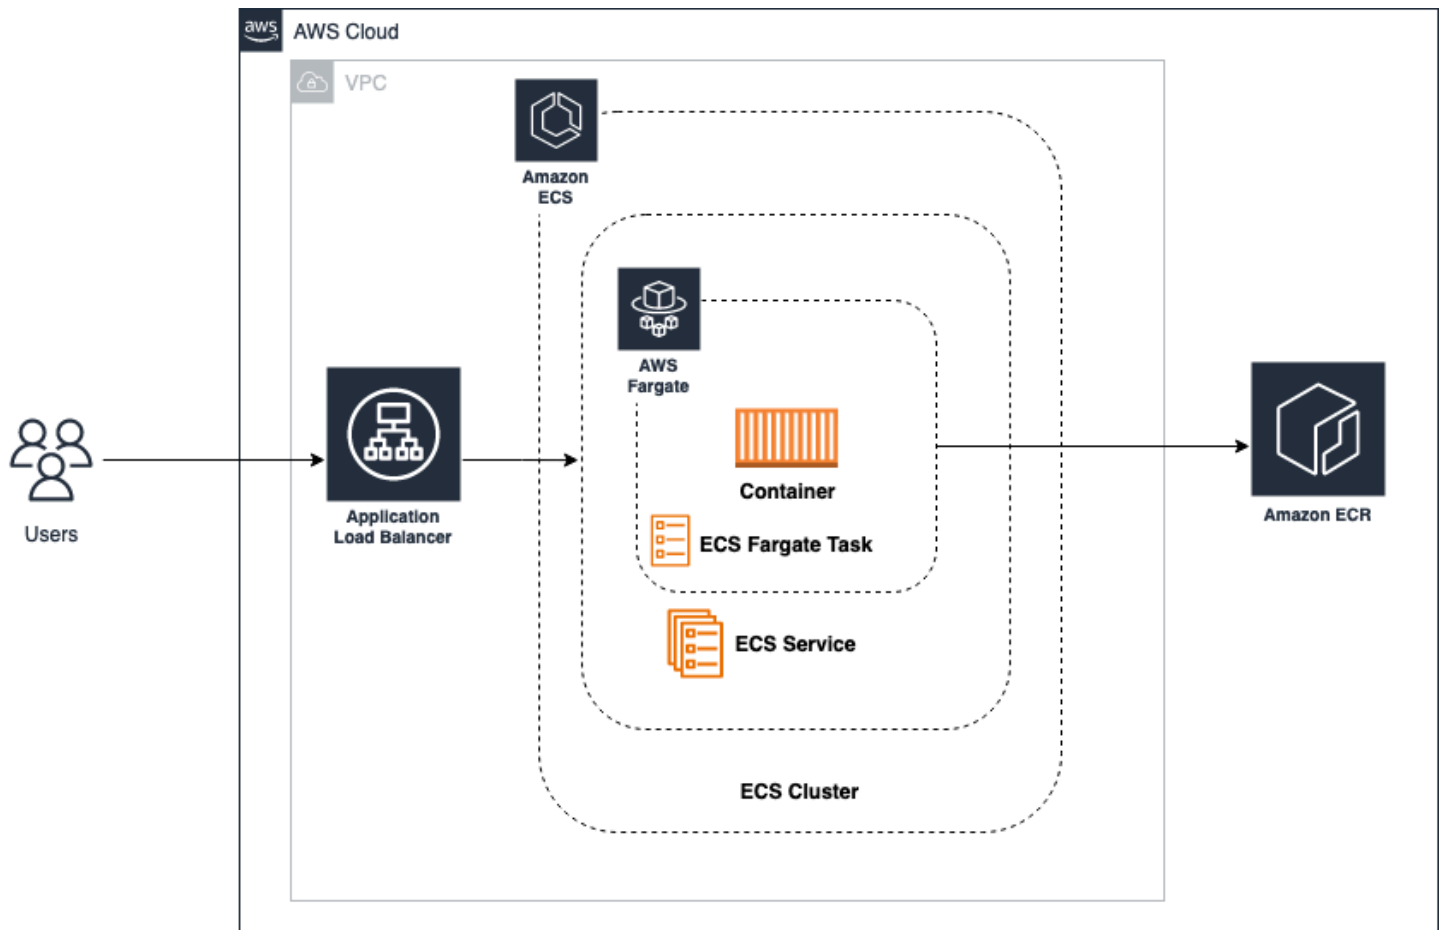 aws
AWS Cloud
VPC
Amazon
ECS
AWS
Fargate
Container
ECS Fargate Task
ECS Service
ECS Cluster
Users
Application
Load Balancer
Amazon ECR